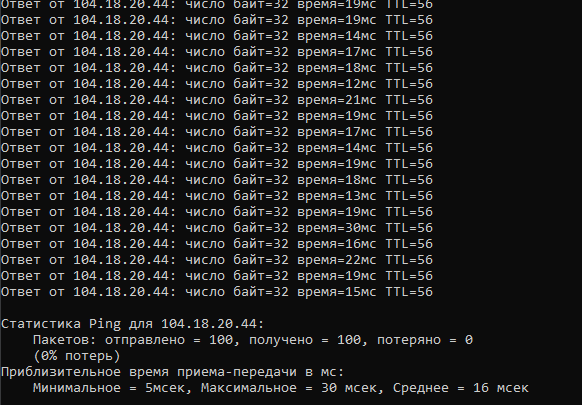 Ответ от 104.18.20.44: число байт=32 время=19мс TTL=56
Ответ от 104.18.20.44: число байт=32 время=19мс TTL=56
Ответ от 104.18.20.44: число байт=32 время=14мс TTL=56
Ответ от 104.18.20.44: число байт=32 время=17мс TTL=56
Ответ от 104.18.20.44: число байт=32 время=18мс TTL=56
Ответ от 104.18.20.44: число байт=32 время=12мс TTL=56
Ответ от 104.18.20.44: число байт=32 время=21мс TTL=56
Ответ от 104.18.20.44: число байт=32 время=19мс TTL=56
Ответ от 104.18.20.44: число байт=32 время=17мс TTL=56
Ответ от 104.18.20.44: число байт=32 время=14мс TTL=56
Ответ от 104.18.20.44: число байт=32 время=19мс TTL=56
Ответ от 104.18.20.44: число байт=32 время=18мс TTL=56
Ответ от 104.18.20.44: число байт=32 время=13мс TTL=56
Ответ от 104.18.20.44: число байт=32 время=19мс TTL=56
Ответ от 104.18.20.44: число байт=32 время=30мс TTL=56
Ответ от 104.18.20.44: число байт=32 время=16мс TTL=56
Ответ от 104.18.20.44: число байт=32 время=22мс TTL=56
Ответ от 104.18.20.44: число байт=32 время=19мс TTL=56
Ответ от 104.18.20.44: число байт=32 время=15мс TTL=56
Статистика Ping для 104.18.20.44:
Пакетов: отправлено = 100, получено = 100, потеряно = 0
(0% потерь)
Приблизительное время приема-передачи в мс:
Минимальное = 5мсек, Максимальное = 30 мсек, Среднее = 16 мсек